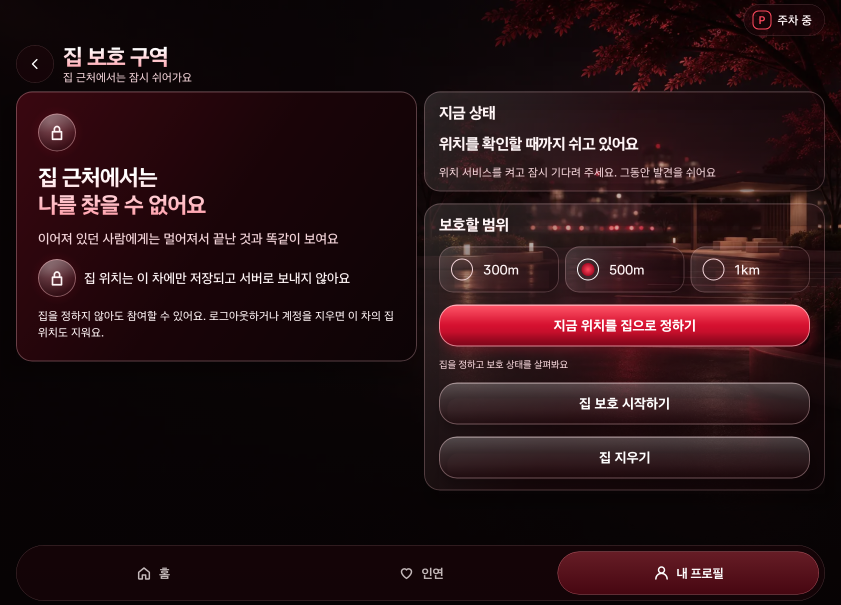 P 주차 중
집 보호 구역
집 근처에서는 잠시 쉬어가요
집 근처에서는
나를 찾을 수 없어요
이어져 있던 사람에게는 멀어져서 끝난 것과 똑같이 보여요
집 위치는 이 차에만 저장되고 서버로 보내지 않아요
집을 정하지 않아도 참여할 수 있어요. 로그아웃하거나 계정을 지우면 이 차의 집
위치도 지워요.
지금 상태
위치를 확인할 때까지 쉬고 있어요
위치 서비스를 켜고 잠시 기다려 주세요. 그동안 발견을 쉬어요
보호할 범위
300m
500m
1km
지금 위치를 집으로 정하기
집을 정하고 보호 상태를 살펴봐요
집 보호 시작하기
집 지우기
홈
인연
내 프로필